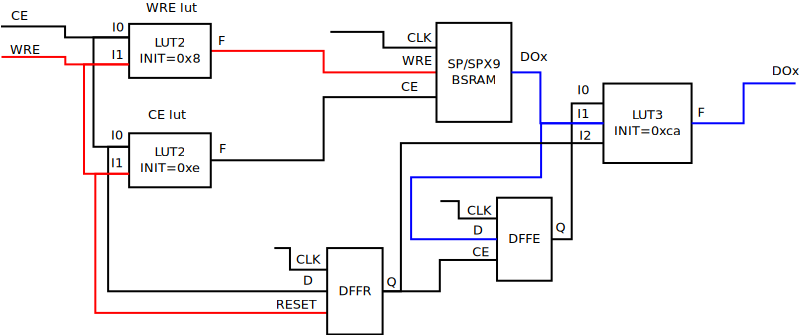 WRE lut
CE
I0
WRE
I1
LUT2
INIT=0x8
F
CLK
WRE
CE
SP/SPX9
BSRAM
DOx
I0
I1
I2
LUT3
INIT=0xca
F
DOx
CE lut
I0
I1
LUT2
INIT=0xe
F
CLK
D
CE
DFFE
Q
CLK
D
RESET
DFFR
Q